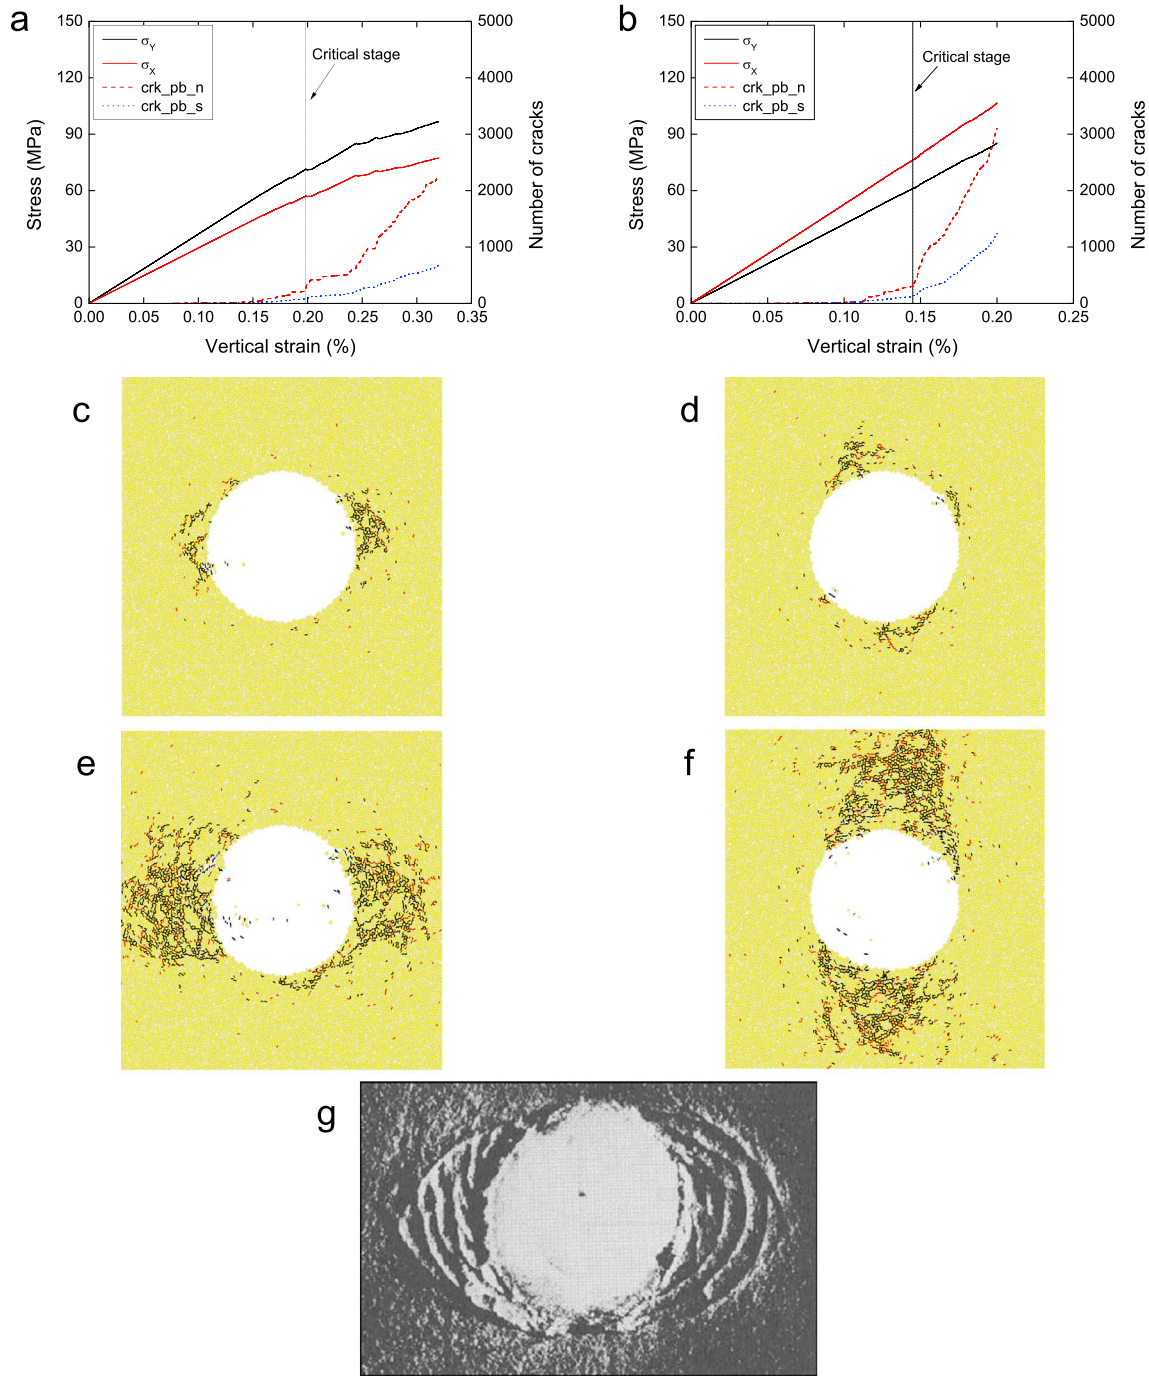 a
150
120
90
60
30
0
Stress (MPa)
σY
σX
crk_pb_n
crk_pb_s
Critical stage
5000
4000
3000
2000
1000
0
Number of cracks
0.00 0.05 0.10 0.15 0.20 0.25 0.30 0.35
Vertical strain (%)
b
150
120
90
60
30
0
Stress (MPa)
σY
σX
crk_pb_n
crk_pb_s
Critical stage
5000
4000
3000
2000
1000
0
Number of cracks
0.00 0.05 0.10 0.15 0.20 0.25
Vertical strain (%)
c
d
e
f
g